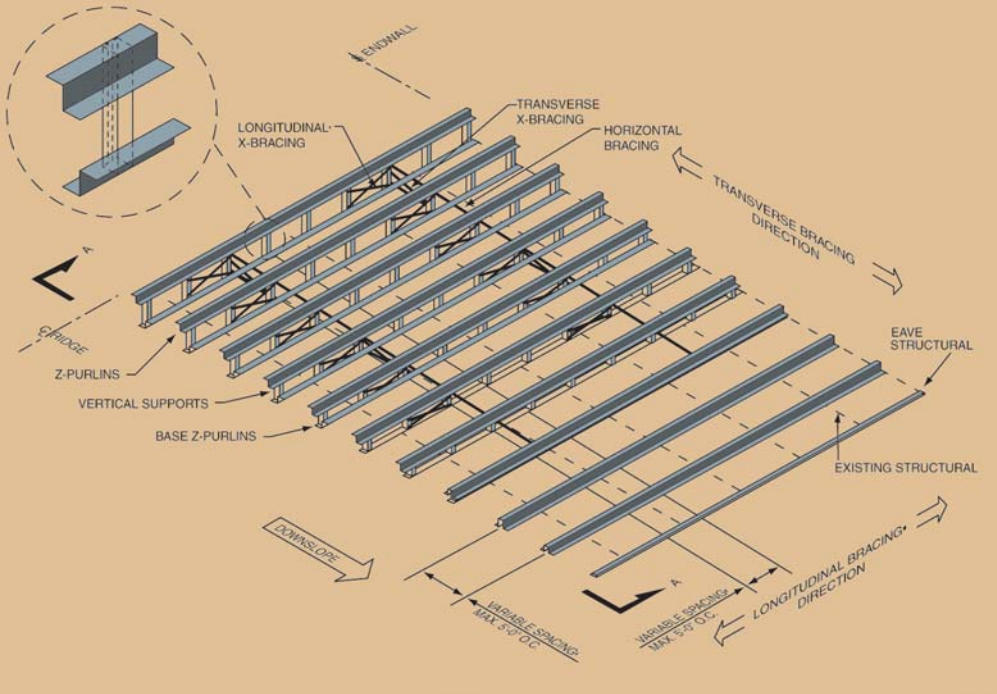 ℄ ENDWALL
TRANSVERSE
X-BRACING
LONGITUDINAL
X-BRACING
HORIZONTAL
BRACING
TRANSVERSE BRACING
DIRECTION
A
℄ RIDGE
Z-PURLINS
VERTICAL SUPPORTS
BASE Z-PURLINS
EAVE
STRUCTURAL
EXISTING STRUCTURAL
DOWNSLOPE
A
VARIABLE SPACING
MAX. 5'-0" O.C.
VARIABLE SPACING
MAX. 5'-0" O.C.
LONGITUDINAL BRACING
DIRECTION